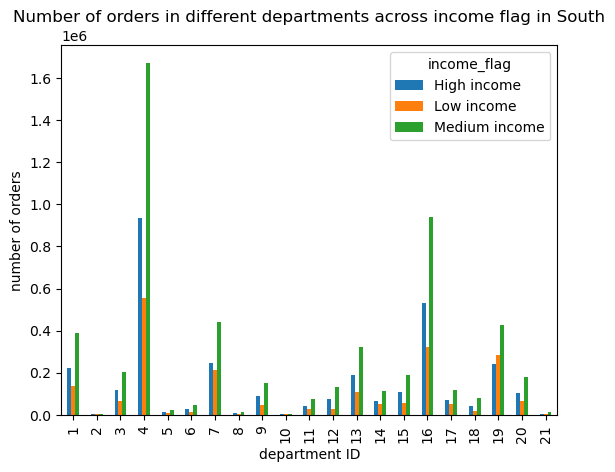 Number of orders in different departments across income flag in South
1e6
income_flag
High income
Low income
Medium income
number of orders
1.6
1.4
1.2
1.0
0.8
0.6
0.4
0.2
0.0
1 2 3 4 5 6 7 8 9 10 11 12 13 14 15 16 17 18 19 20 21
department ID